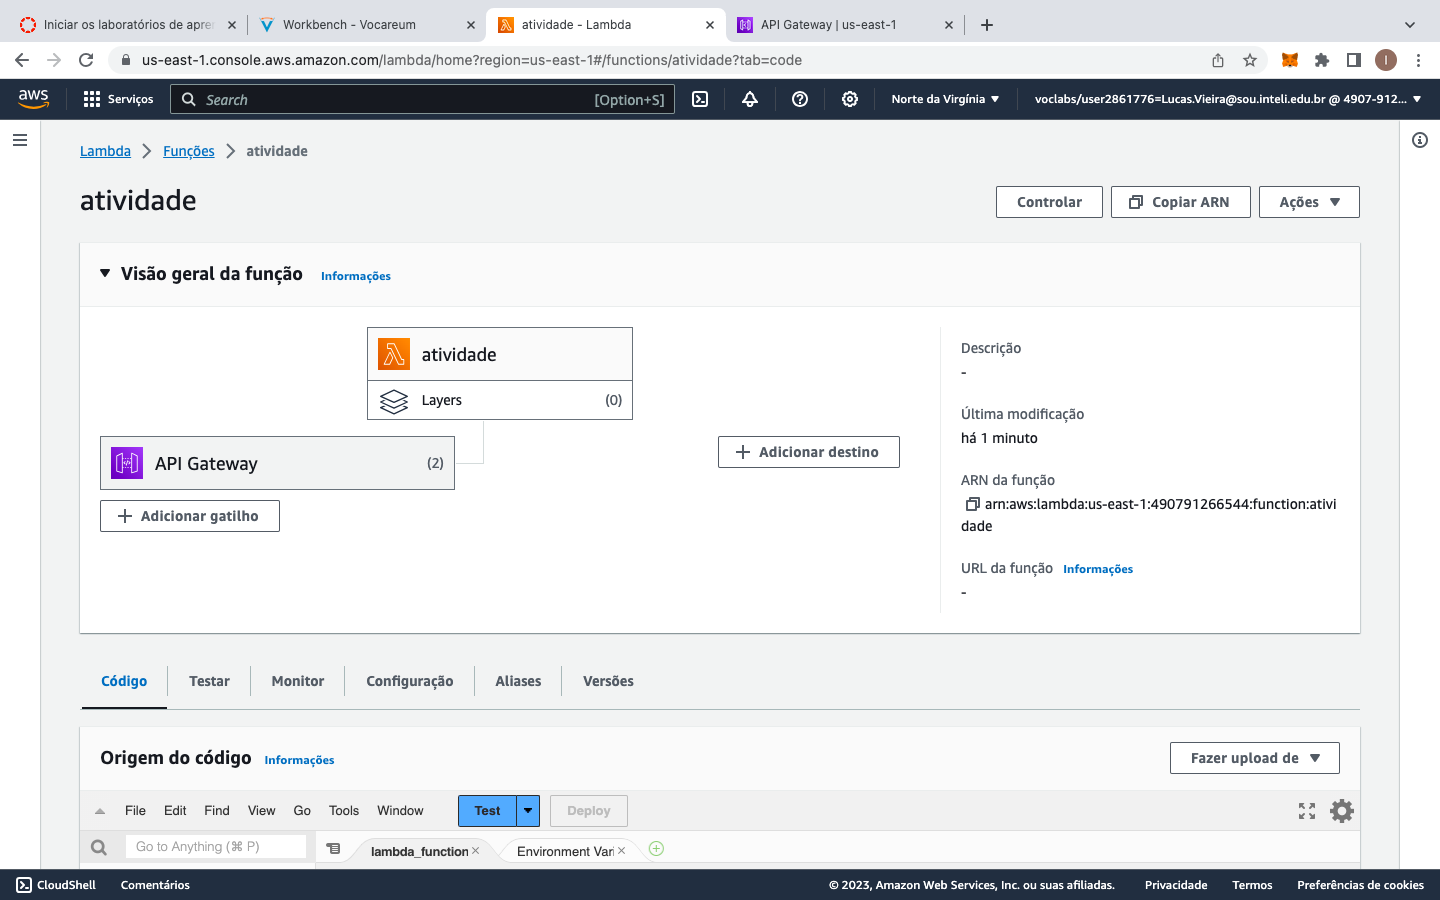 Iniciar os laboratórios de apre
Workbench - Vocareum
atividade - Lambda
API Gateway | us-east-1
us-east-1.console.aws.amazon.com/lambda/home?region=us-east-1#/functions/atividade?tab=code
I
aws
Serviços
Search
[Option+S]
Norte da Virgínia
voclabs/user2861776=Lucas.Vieira@sou.inteli.edu.br @ 4907-912...
Lambda
Funções
atividade
atividade
Controlar
Copiar ARN
Ações
Visão geral da função
Informações
atividade
Layers
(0)
API Gateway
(2)
Adicionar gatilho
Adicionar destino
Descrição
-
Última modificação
há 1 minuto
ARN da função
arn:aws:lambda:us-east-1:490791266544:function:ativi
dade
URL da função
Informações
-
Código
Testar
Monitor
Configuração
Aliases
Versões
Origem do código
Informações
Fazer upload de
File
Edit
Find
View
Go
Tools
Window
Test
Deploy
Go to Anything (⌘ P)
lambda_function
Environment Vari
CloudShell
Comentários
© 2023, Amazon Web Services, Inc. ou suas afiliadas.
Privacidade
Termos
Preferências de cookies